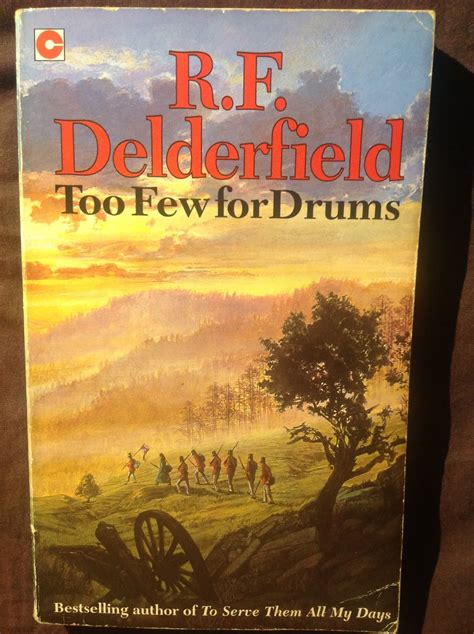 C
R.F.
Delderfield
Too Few for Drums
Bestselling author of To Serve Them All My Days